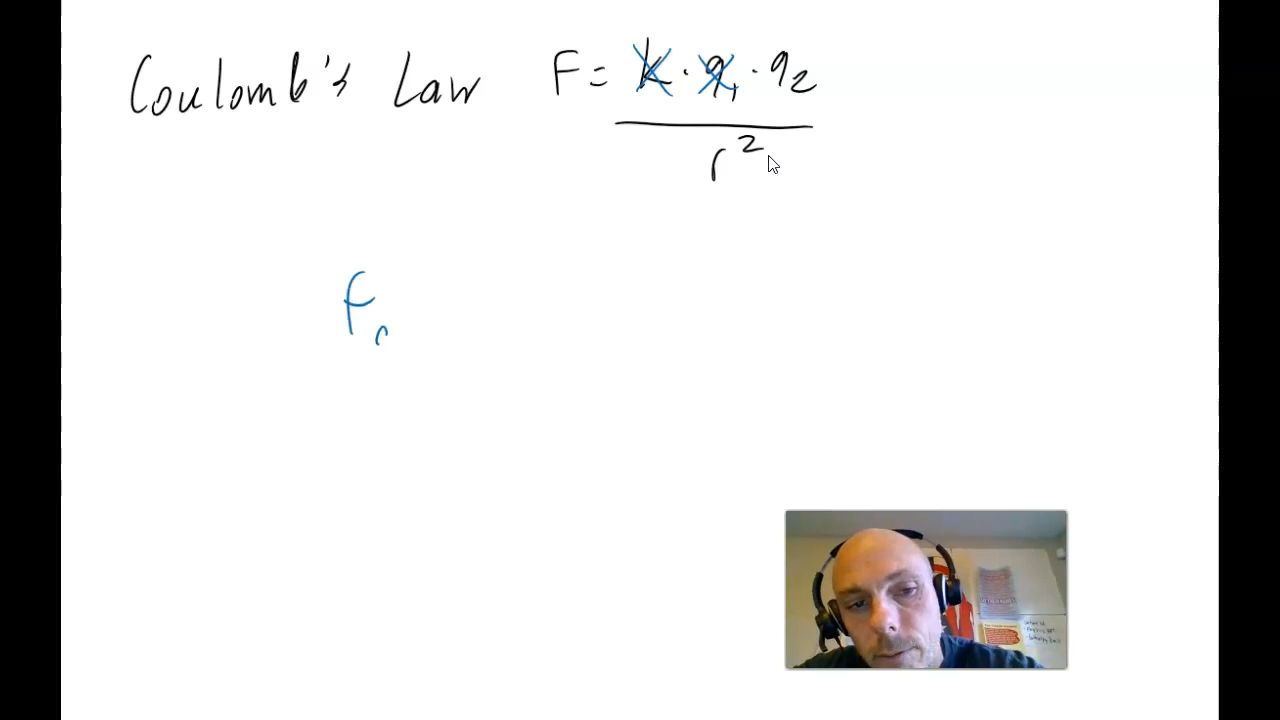 Coulomb's Law F = k · q₁ · q₂
r²
F